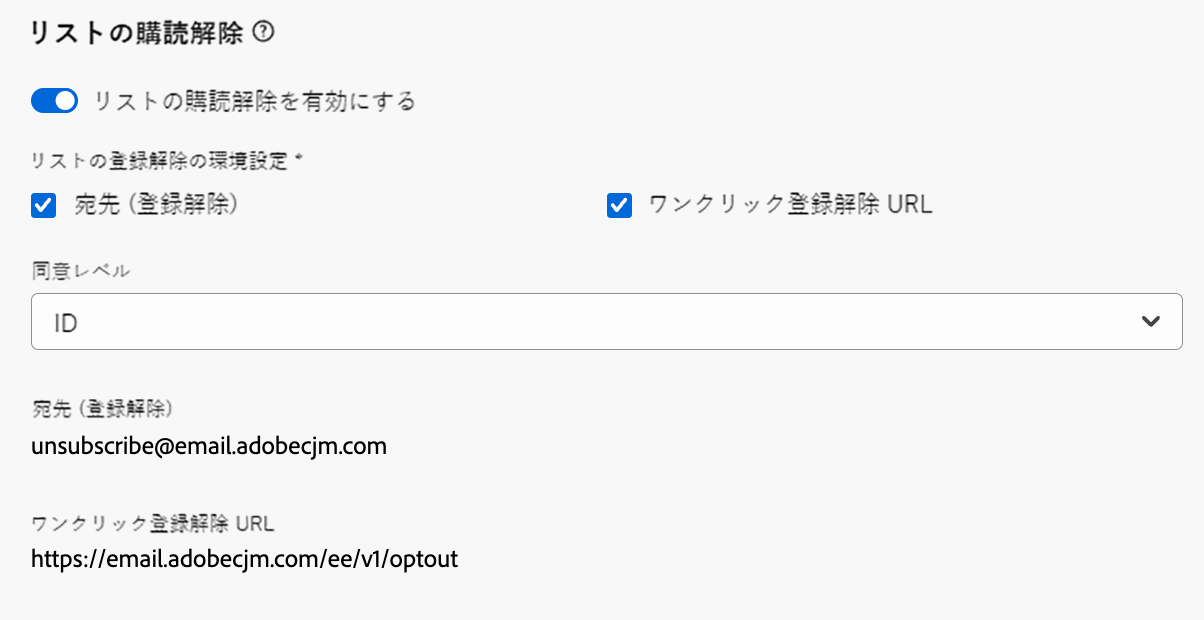 リストの購読解除 ?
リストの購読解除を有効にする
リストの登録解除の環境設定 *
宛先 (登録解除)
ワンクリック登録解除 URL
同意レベル
ID
宛先 (登録解除)
unsubscribe@email.adobecjm.com
ワンクリック登録解除 URL
https://email.adobecjm.com/ee/v1/optout